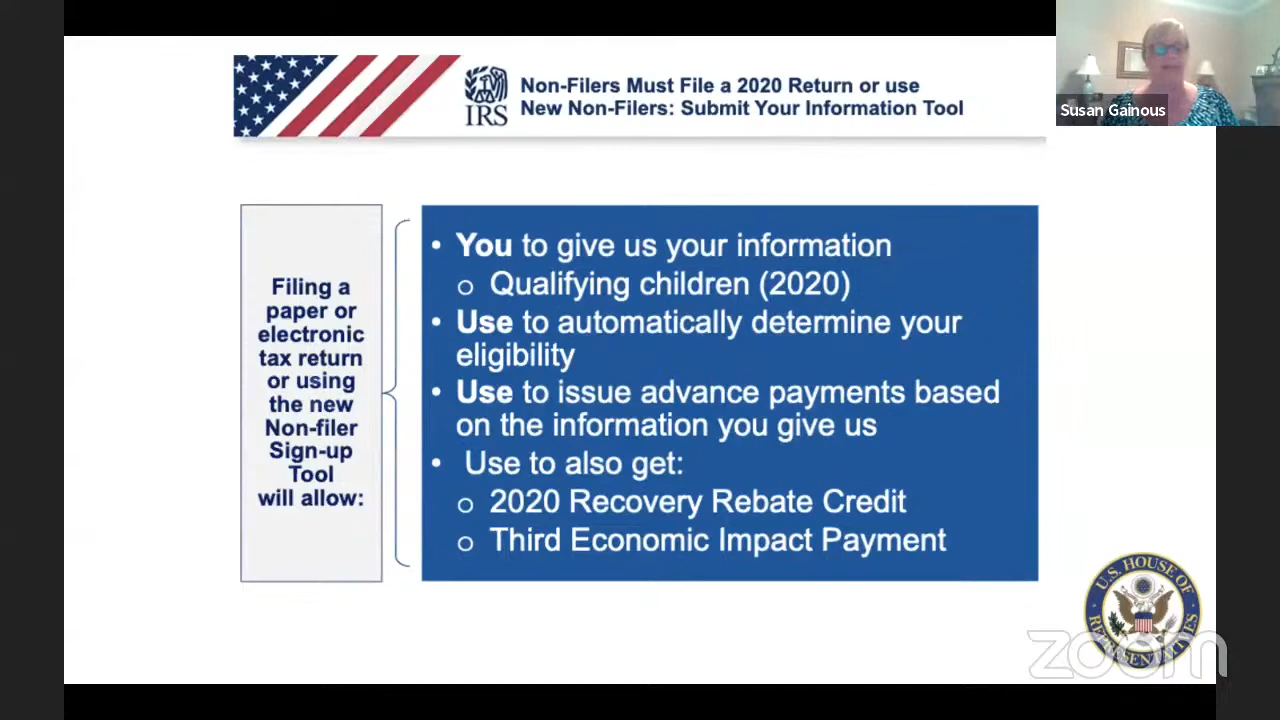 Non-Filers Must File a 2020 Return or use
New Non-Filers: Submit Your Information Tool
IRS
Susan Gainous
Filing a
paper or
electronic
tax return
or using
the new
Non-filer
Sign-up
Tool
will allow:
• You to give us your information
o Qualifying children (2020)
• Use to automatically determine your
eligibility
• Use to issue advance payments based
on the information you give us
• Use to also get:
o 2020 Recovery Rebate Credit
o Third Economic Impact Payment
U.S. HOUSE OF
REPRESENTATIVES
zoom